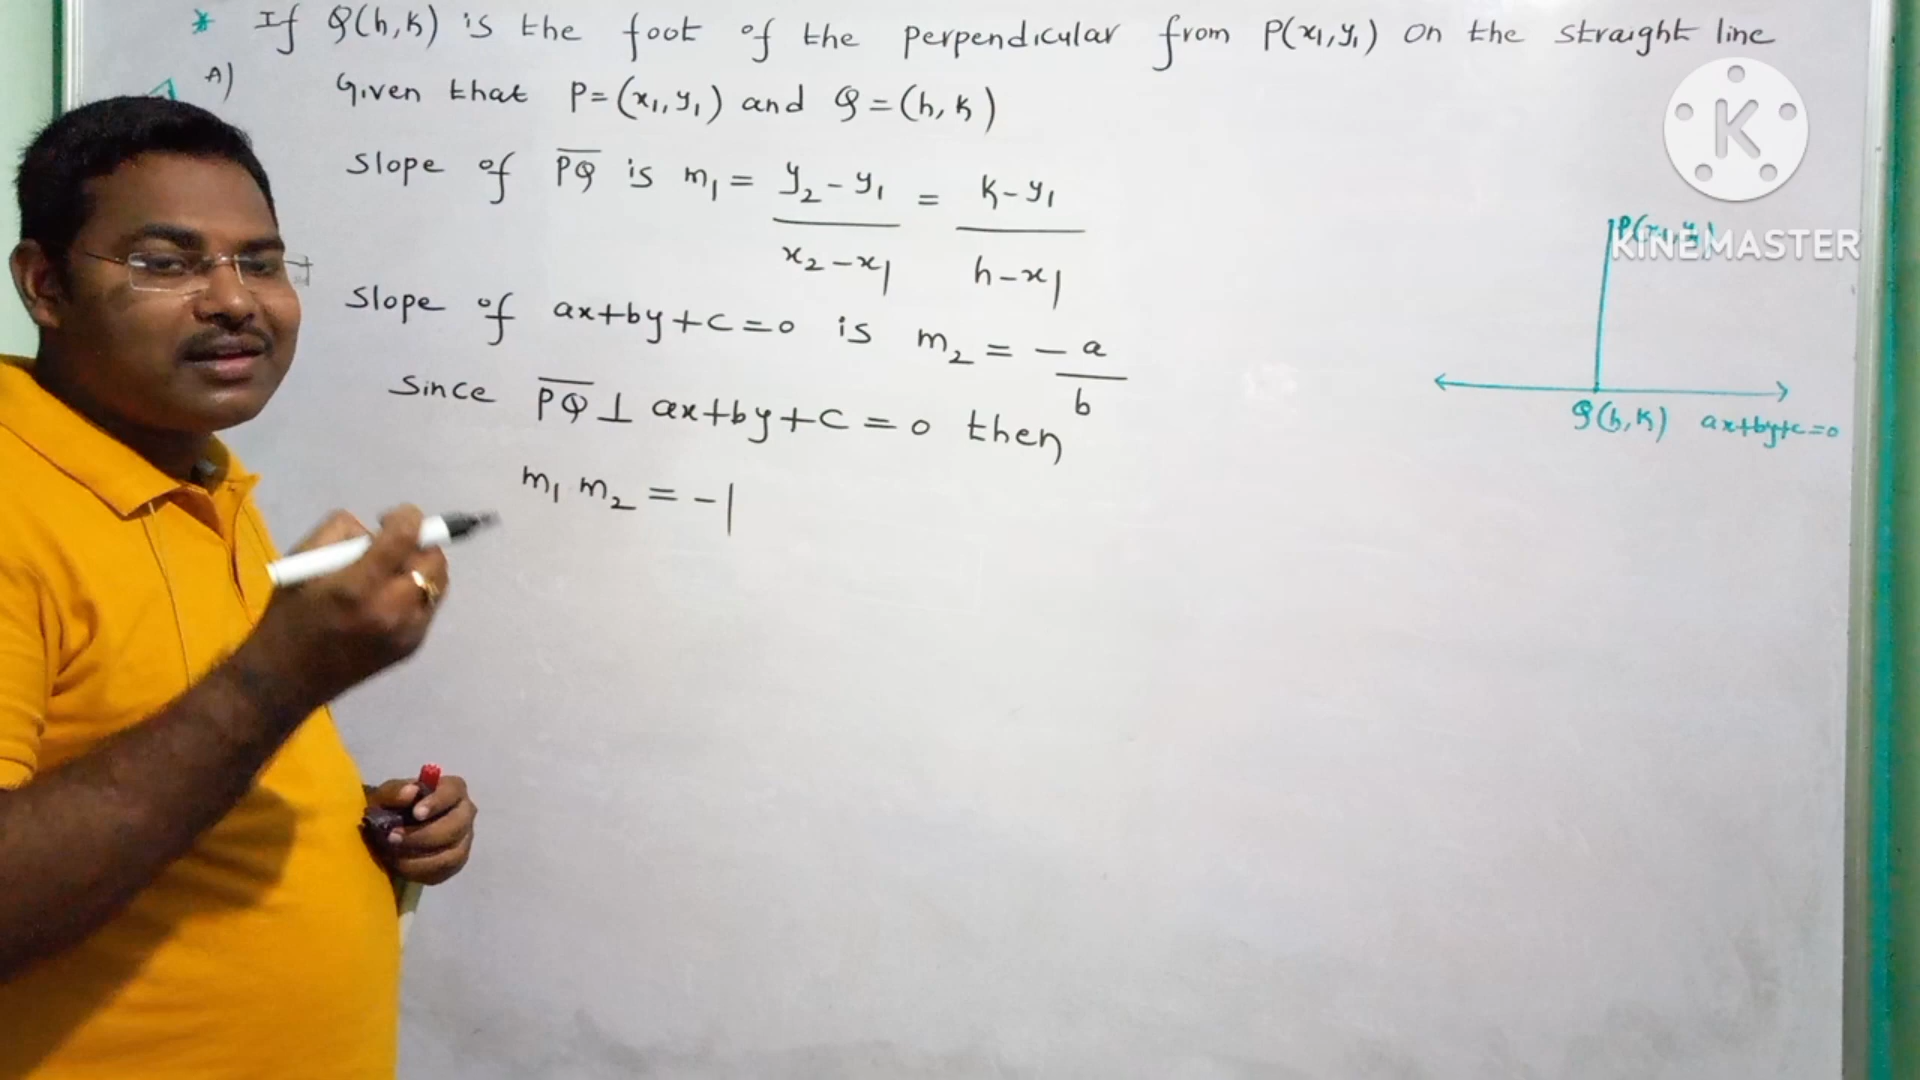 * If Q(h,k) is the foot of the perpendicular from P(x₁,y₁) on the straight line
A) Given that P=(x₁,y₁) and Q=(h,k)
Slope of P̅Q̅ is m₁ = y₂-y₁/x₂-x₁ = k-y₁/h-x₁
Slope of ax+by+c=0 is m₂ = -a/b
Since P̅Q̅ ⊥ ax+by+c=0 then
m₁ m₂ = -1
K
KINEMASTER
P(x₁,y₁)
Q(h,k) ax+by+c=0